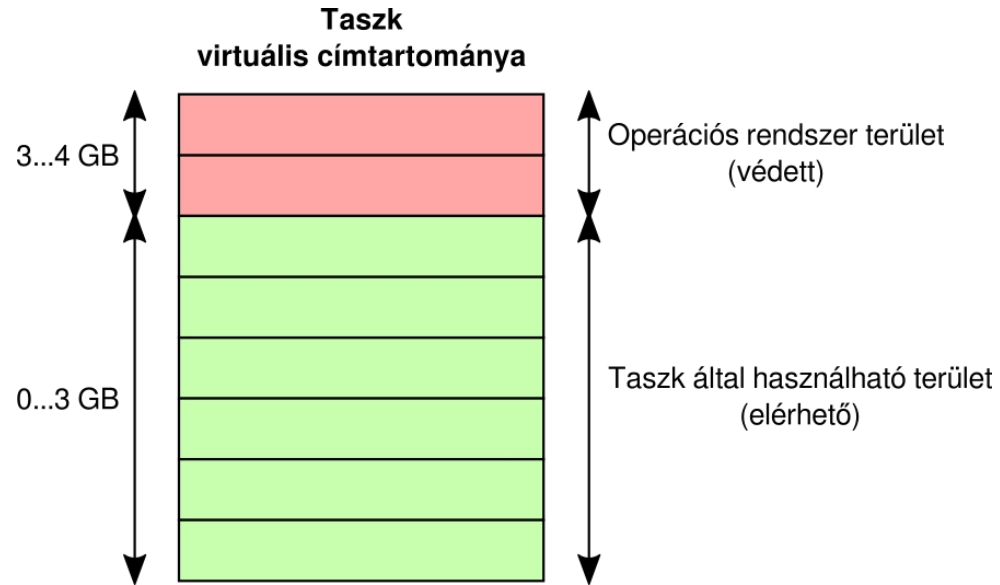 Taszk
virtuális címtartománya
3...4 GB
Operációs rendszer terület
(védett)
0...3 GB
Taszk által használható terület
(elérhető)